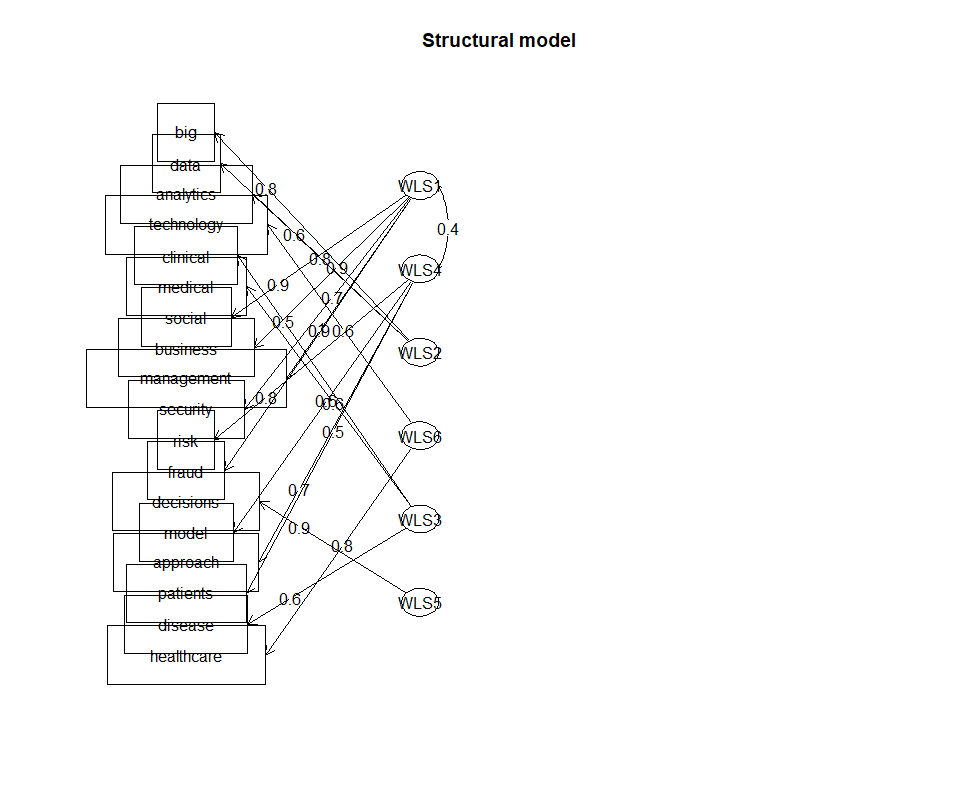 Structural model
big
data
analytics
technology
clinical
medical
social
business
management
security
risk
fraud
decisions
model
approach
patients
disease
healthcare
WLS1
WLS4
WLS2
WLS6
WLS3
WLS5
0.4
0.8
0.6
0.8
0.9
0.9
0.7
0.5
0.9
0.6
0.8
0.6
0.5
0.7
0.9
0.8
0.6